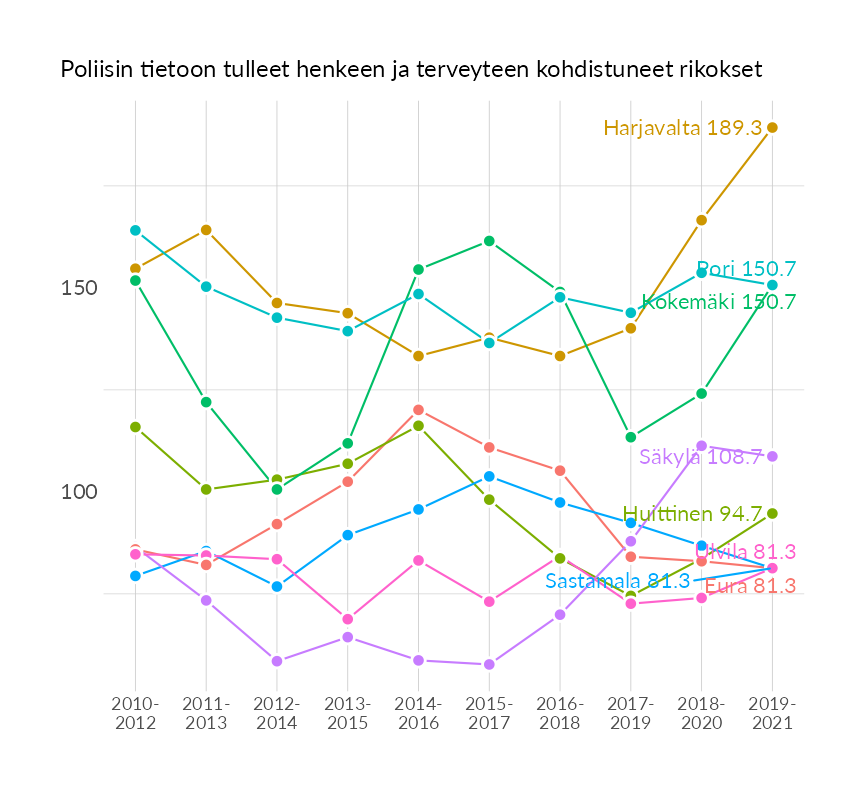 Poliisin tietoon tulleet henkeen ja terveyteen kohdistuneet rikokset
Harjavalta 189.3
Pori 150.7
150
Kokemäki 150.7
Säkylä 108.7
100
Huittinen 94.7
Ulvila 81.3
Sastamala 81.3
Eura 81.3
2010- 2011- 2012- 2013- 2014- 2015- 2016- 2017- 2018- 2019-
2012 2013 2014 2015 2016 2017 2018 2019 2020 2021